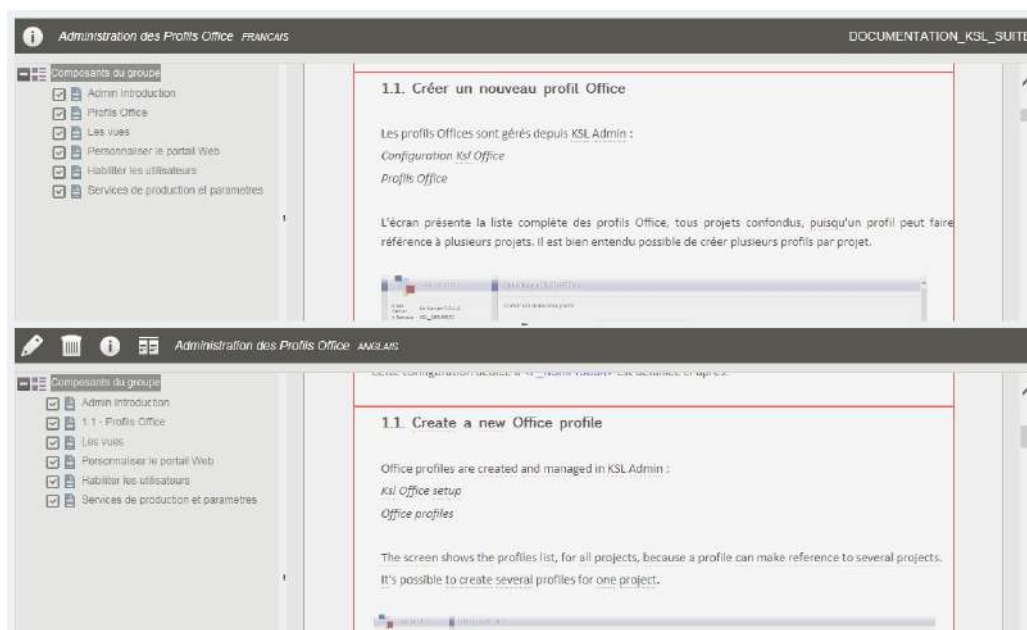 Administration des Profils Office FRANCAIS
DOCUMENTATION_KSL_SUITE
Composants du groupe
Admin Introduction
Profils Office
Les vues
Personnaliser le portail Web
Habiliter les utilisateurs
Services de production et parametres
1.1. Créer un nouveau profil Office
Les profils Offices sont gérés depuis KSL Admin :
Configuration Ksl Office
Profils Office
L'écran présente la liste complète des profils Office, tous projets confondus, puisqu'un profil peut faire
référence à plusieurs projets. Il est bien entendu possible de créer plusieurs profils par projet.
Administration des Profils Office ANGLAIS
Composants du groupe
Admin Introduction
1.1 - Profils Office
Les vues
Personnaliser le portail Web
Habiliter les utilisateurs
Services de production et parametres
1.1. Create a new Office profile
Office profiles are created and managed in KSL Admin :
Ksl Office setup
Office profiles
The screen shows the profiles list, for all projects, because a profile can make reference to several projects.
It's possible to create several profiles for one project.